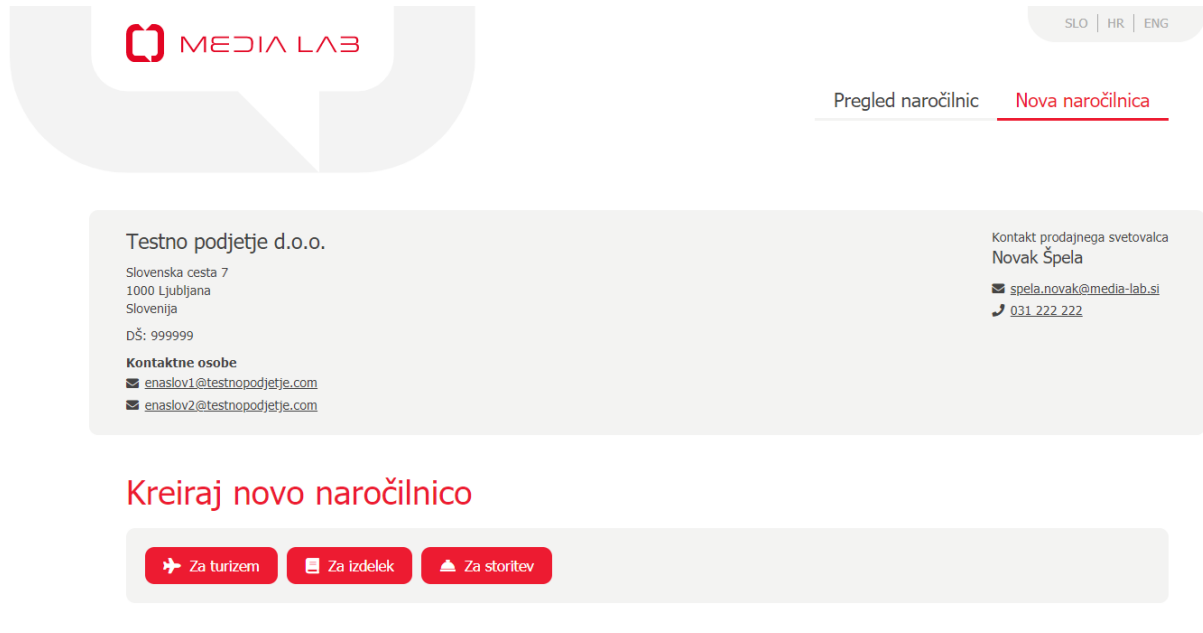 MEDIA LAB
SLO | HR | ENG
Pregled naročilnic
Nova naročilnica
Testno podjetje d.o.o.
Slovenska cesta 7
1000 Ljubljana
Slovenija
DŠ: 999999
Kontaktne osobe
enaslov1@testnopodjetje.com
enaslov2@testnopodjetje.com
Kontakt prodajnega svetovalca
Novak Špela
spela.novak@media-lab.si
031 222 222
Kreiraj novo naročilnico
Za turizem
Za izdelek
Za storitev